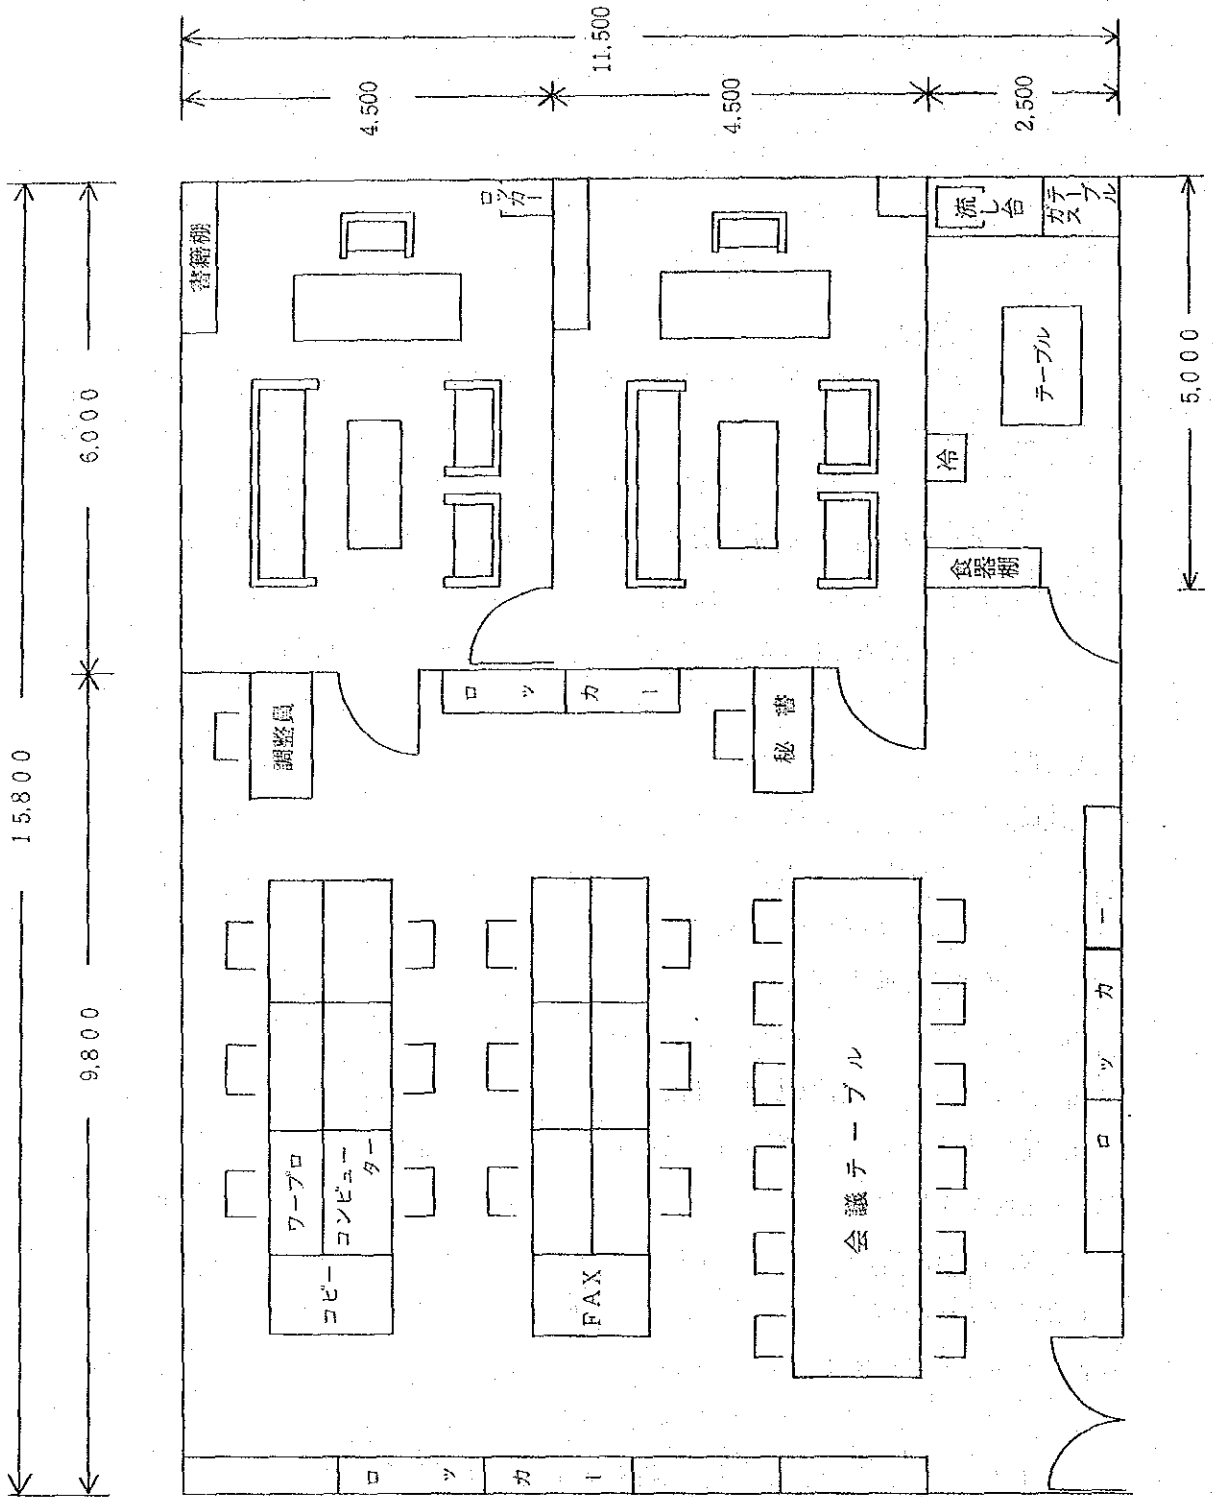 15,800
9,800
6,000
11,500
4,500
4,500
2,500
5,000
書籍棚
ロッカー
調整員
ロッカー
秘書
流し台
ガステーブル
テーブル
冷
食器棚
ワープロ
コンピューター
コピー
FAX
会議テーブル
ロッカー
ロッカー